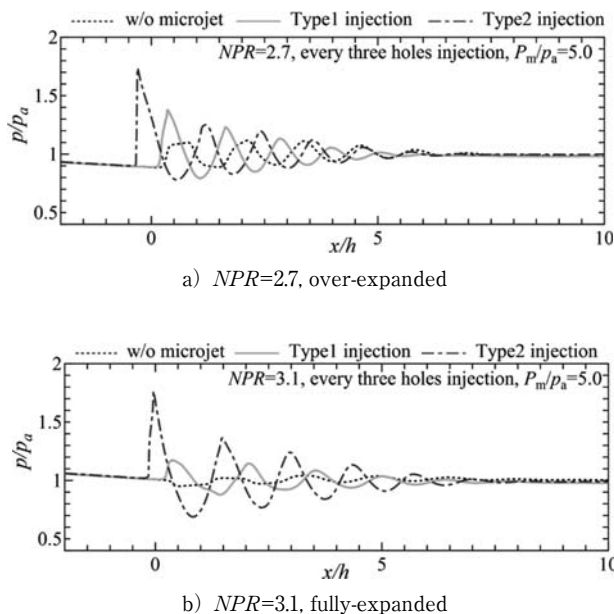 w/o microjet Type1 injection Type2 injection
2
NPR=2.7, every three holes injection, Pm/pa=5.0
1.5
p/pa
1
0.5
0 5 10
x/h
a) NPR=2.7, over-expanded
w/o microjet Type1 injection Type2 injection
2
NPR=3.1, every three holes injection, Pm/pa=5.0
1.5
p/pa
1
0.5
0 5 10
x/h
b) NPR=3.1, fully-expanded